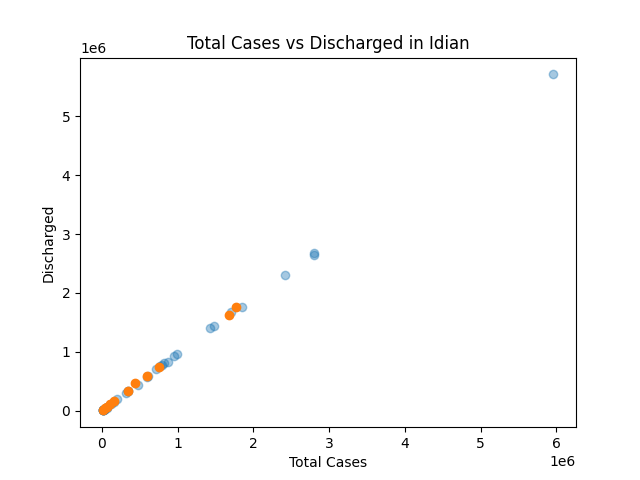 Total Cases vs Discharged in Idian
1e6
5
4
3
2
1
0
Discharged
0 1 2 3 4 5 6
1e6
Total Cases